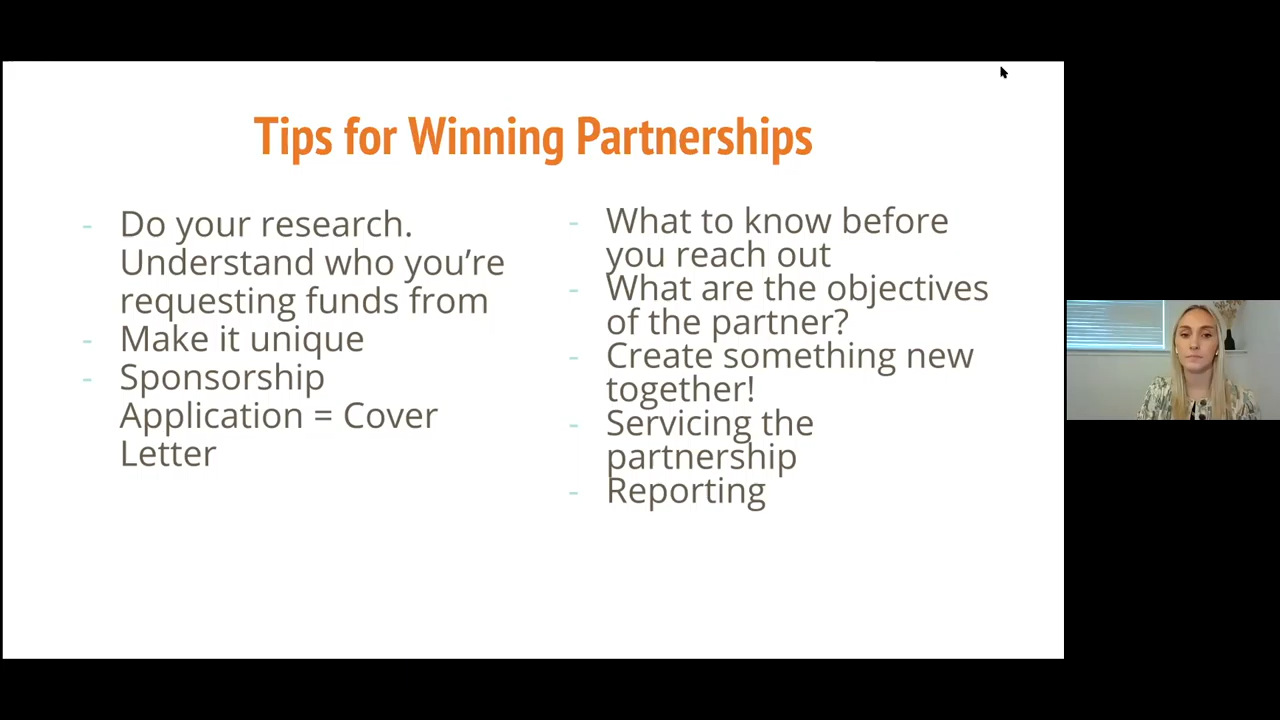 Tips for Winning Partnerships
- Do your research.
Understand who you're
requesting funds from
- Make it unique
- Sponsorship
Application = Cover
Letter
- What to know before
you reach out
- What are the objectives
of the partner?
- Create something new
together!
- Servicing the
partnership
- Reporting